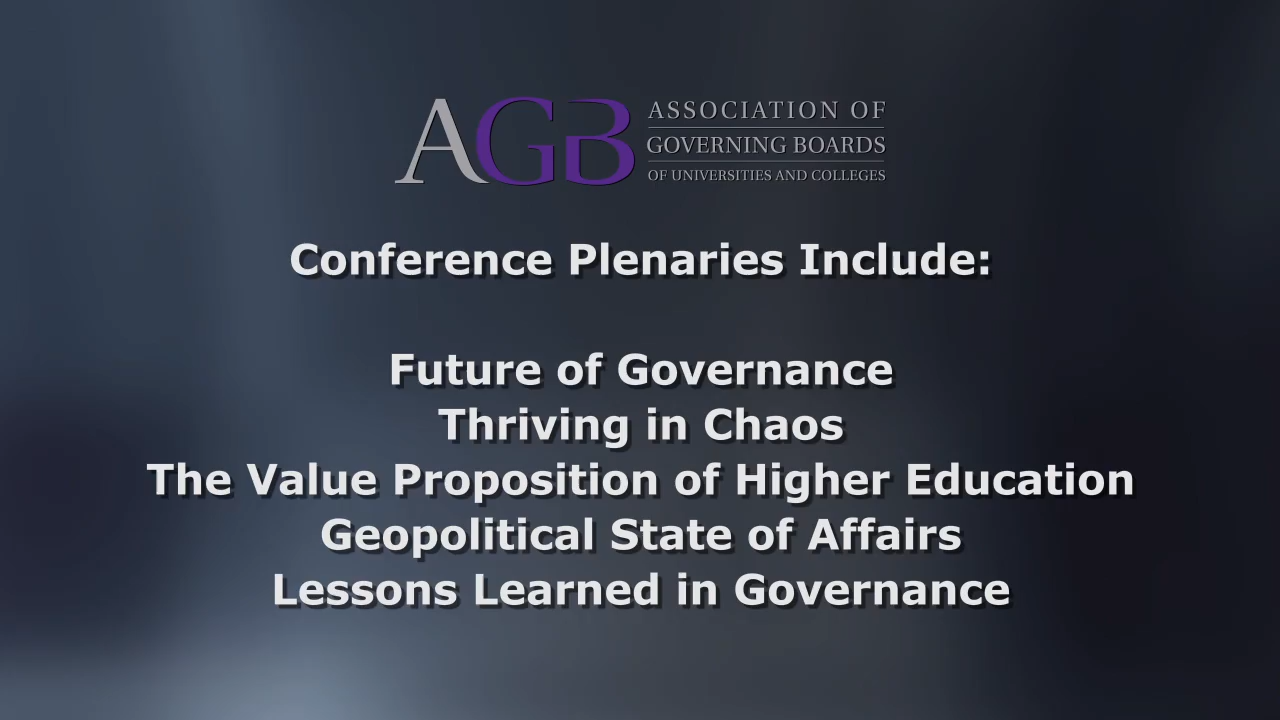 AGB
ASSOCIATION OF
GOVERNING BOARDS
OF UNIVERSITIES AND COLLEGES
Conference Plenaries Include:
Future of Governance
Thriving in Chaos
The Value Proposition of Higher Education
Geopolitical State of Affairs
Lessons Learned in Governance